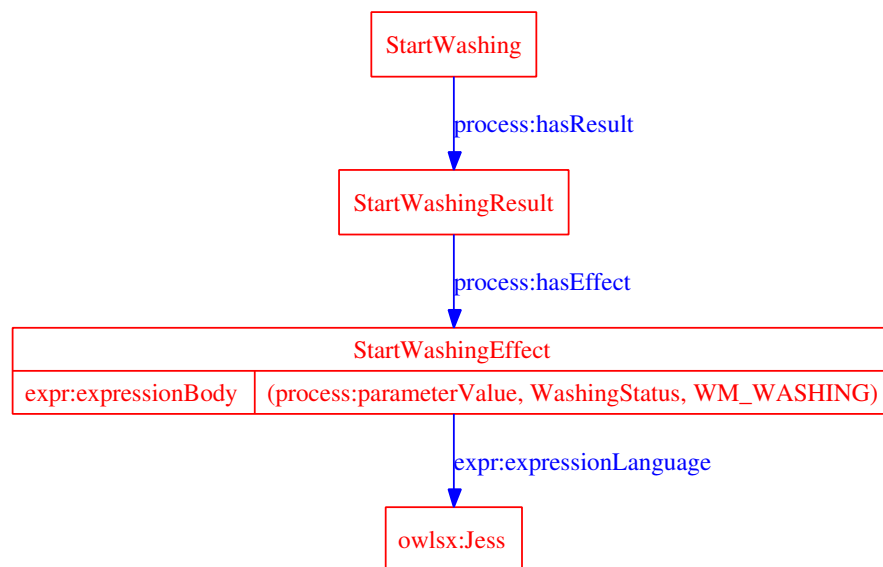 StartWashing
process:hasResult
StartWashingResult
process:hasEffect
StartWashingEffect
expr:expressionBody (process:parameterValue, WashingStatus, WM_WASHING)
expr:expressionLanguage
owlsx:Jess